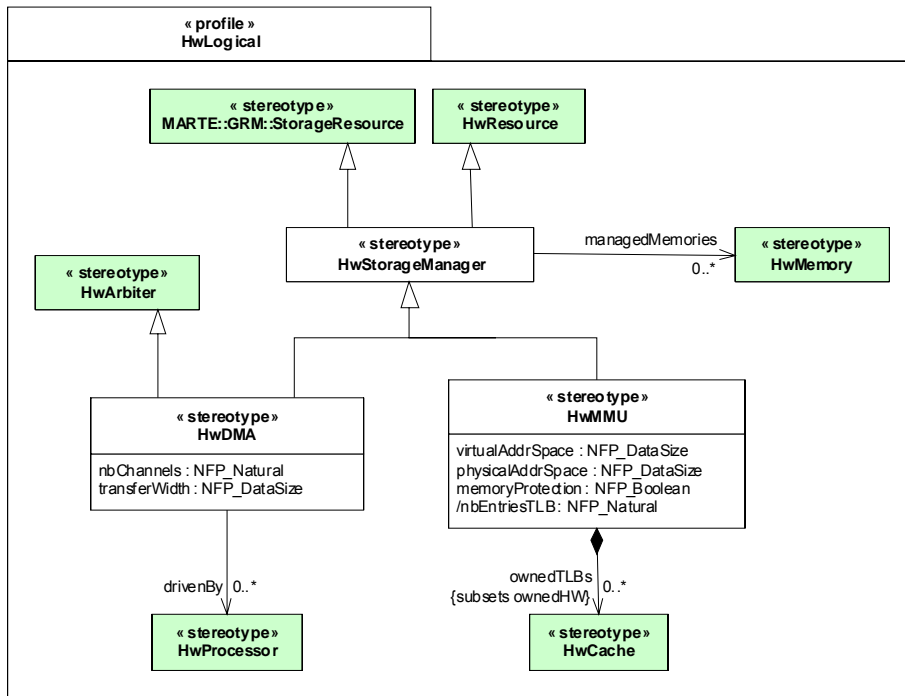 « profile »
HwLogical
« stereotype »
MARTE::GRM::StorageResource
« stereotype »
HwResource
« stereotype »
HwStorageManager
managedMemories
0..*
« stereotype »
HwMemory
« stereotype »
HwArbiter
« stereotype »
HwDMA
nbChannels : NFP_Natural
transferWidth : NFP_DataSize
« stereotype »
HwMMU
virtualAddrSpace : NFP_DataSize
physicalAddrSpace : NFP_DataSize
memoryProtection : NFP_Boolean
/nbEntriesTLB: NFP_Natural
drivenBy 0..*
ownedTLBs 0..*
{subsets ownedHW}
« stereotype »
HwProcessor
« stereotype »
HwCache